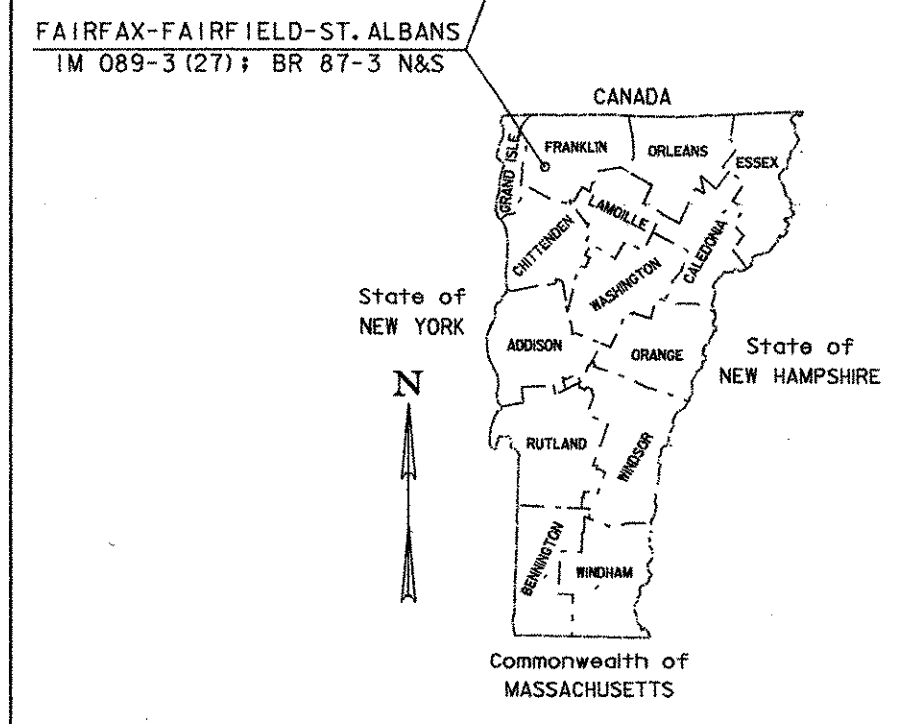 FAIRFAX-FAIRFIELD-ST. ALBANS
IM 089-3(27); BR 87-3 N&S
CANADA
GRAND ISLE
FRANKLIN
ORLEANS
ESSEX
LAMOILLE
CHITTENDEN
WASHINGTON
CALEDONIA
State of
NEW YORK
ADDISON
ORANGE
State of
NEW HAMPSHIRE
N
RUTLAND
WINDSOR
BENNINGTON
WINDHAM
Commonwealth of
MASSACHUSETTS